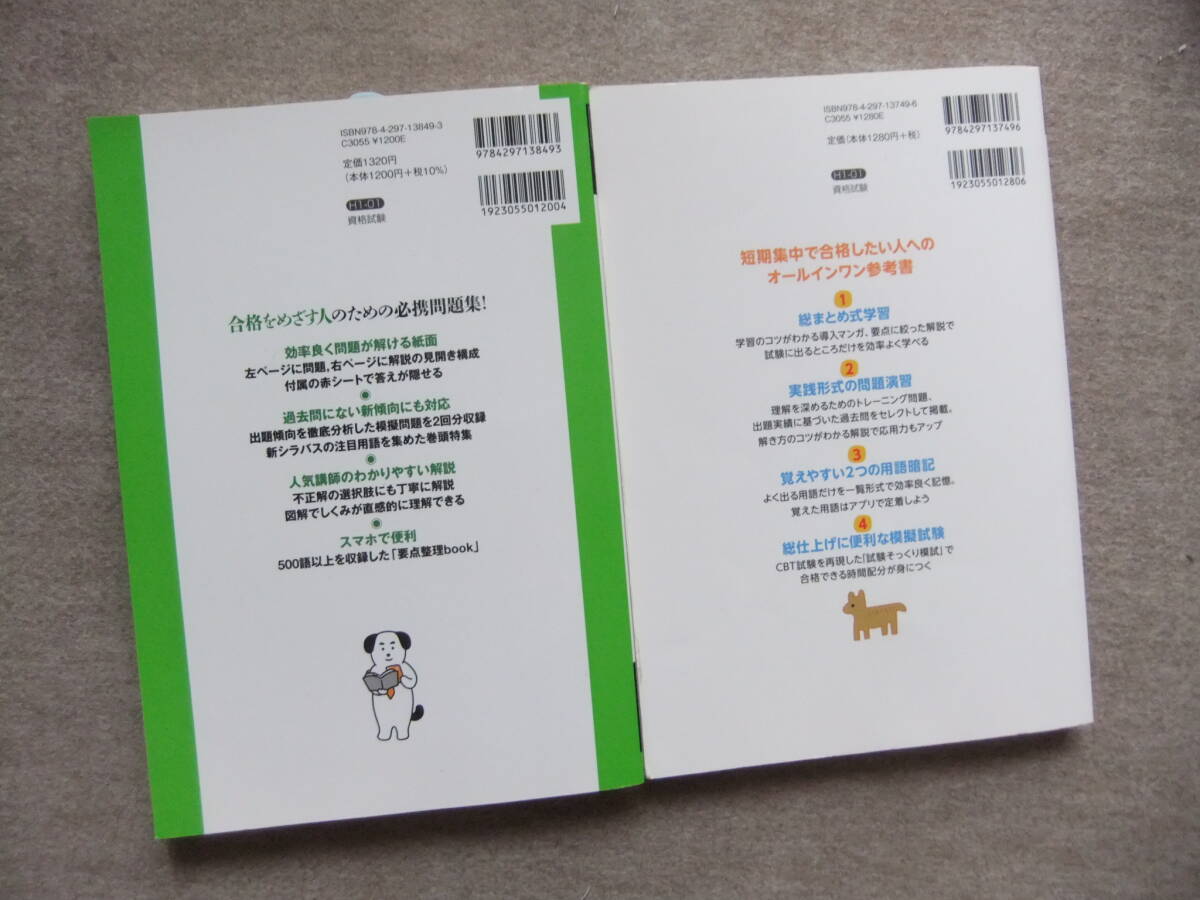 ISBN978-4-297-13849-3
C3055 ¥1200E
定価1320円
(本体1200円+税10%)
H1-01
資格試験
9784297138493
1923055012004
合格をめざす人のための必携問題集!
効率良く問題が解ける紙面
左ページに問題,右ページに解説の見開き構成
付属の赤シートで答えが隠せる
過去問にない新傾向にも対応
出題傾向を徹底分析した模擬問題を2回分収録
新シラバスの注目用語を集めた巻頭特集
人気講師のわかりやすい解説
不正解の選択肢にも丁寧に解説
図解でしくみが直感的に理解できる
スマホで便利
500語以上を収録した「要点整理book」
ISBN978-4-297-13749-6
C3055 ¥1280E
定価(本体1280円+税)
H1-01
資格試験
9784297137496
1923055012806
短期集中で合格したい人への
オールインワン参考書
1
総まとめ式学習
学習のコツがわかる導入マンガ、要点に絞った解説で
試験に出るところだけを効率よく学べる
2
実践形式の問題演習
理解を深めるためのトレーニング問題、
出題実績に基づいた過去問をセレクトして掲載。
解き方のコツがわかる解説で応用力もアップ
3
覚えやすい2つの用語暗記
よく出る用語だけを一覧形式で効率良く記憶。
覚えた用語はアプリで定着しよう
4
総仕上げに便利な模擬試験
CBT試験を再現した「試験そっくり模試」で
合格できる時間配分が身につく